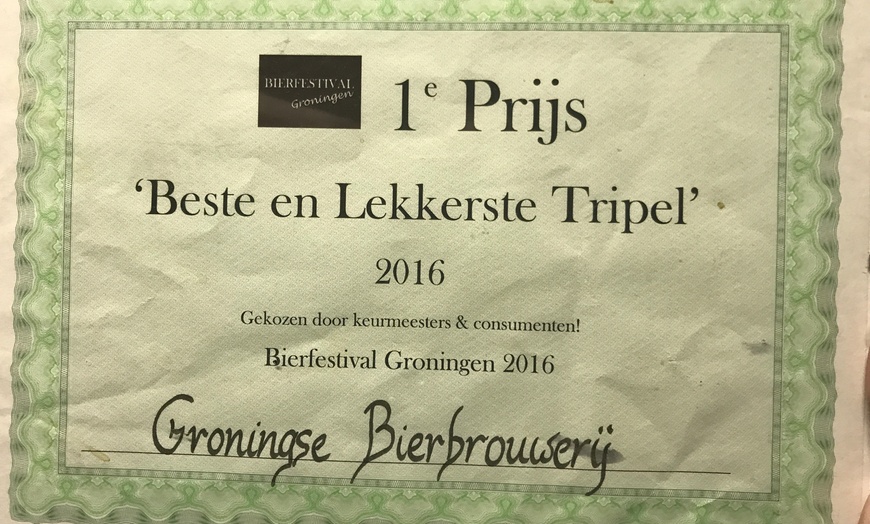 BIERFESTIVAL
Groningen
1e Prijs
'Beste en Lekkerste Tripel'
2016
Gekozen door keurmeesters & consumenten!
Bierfestival Groningen 2016
Groningse Bierbrouwerij